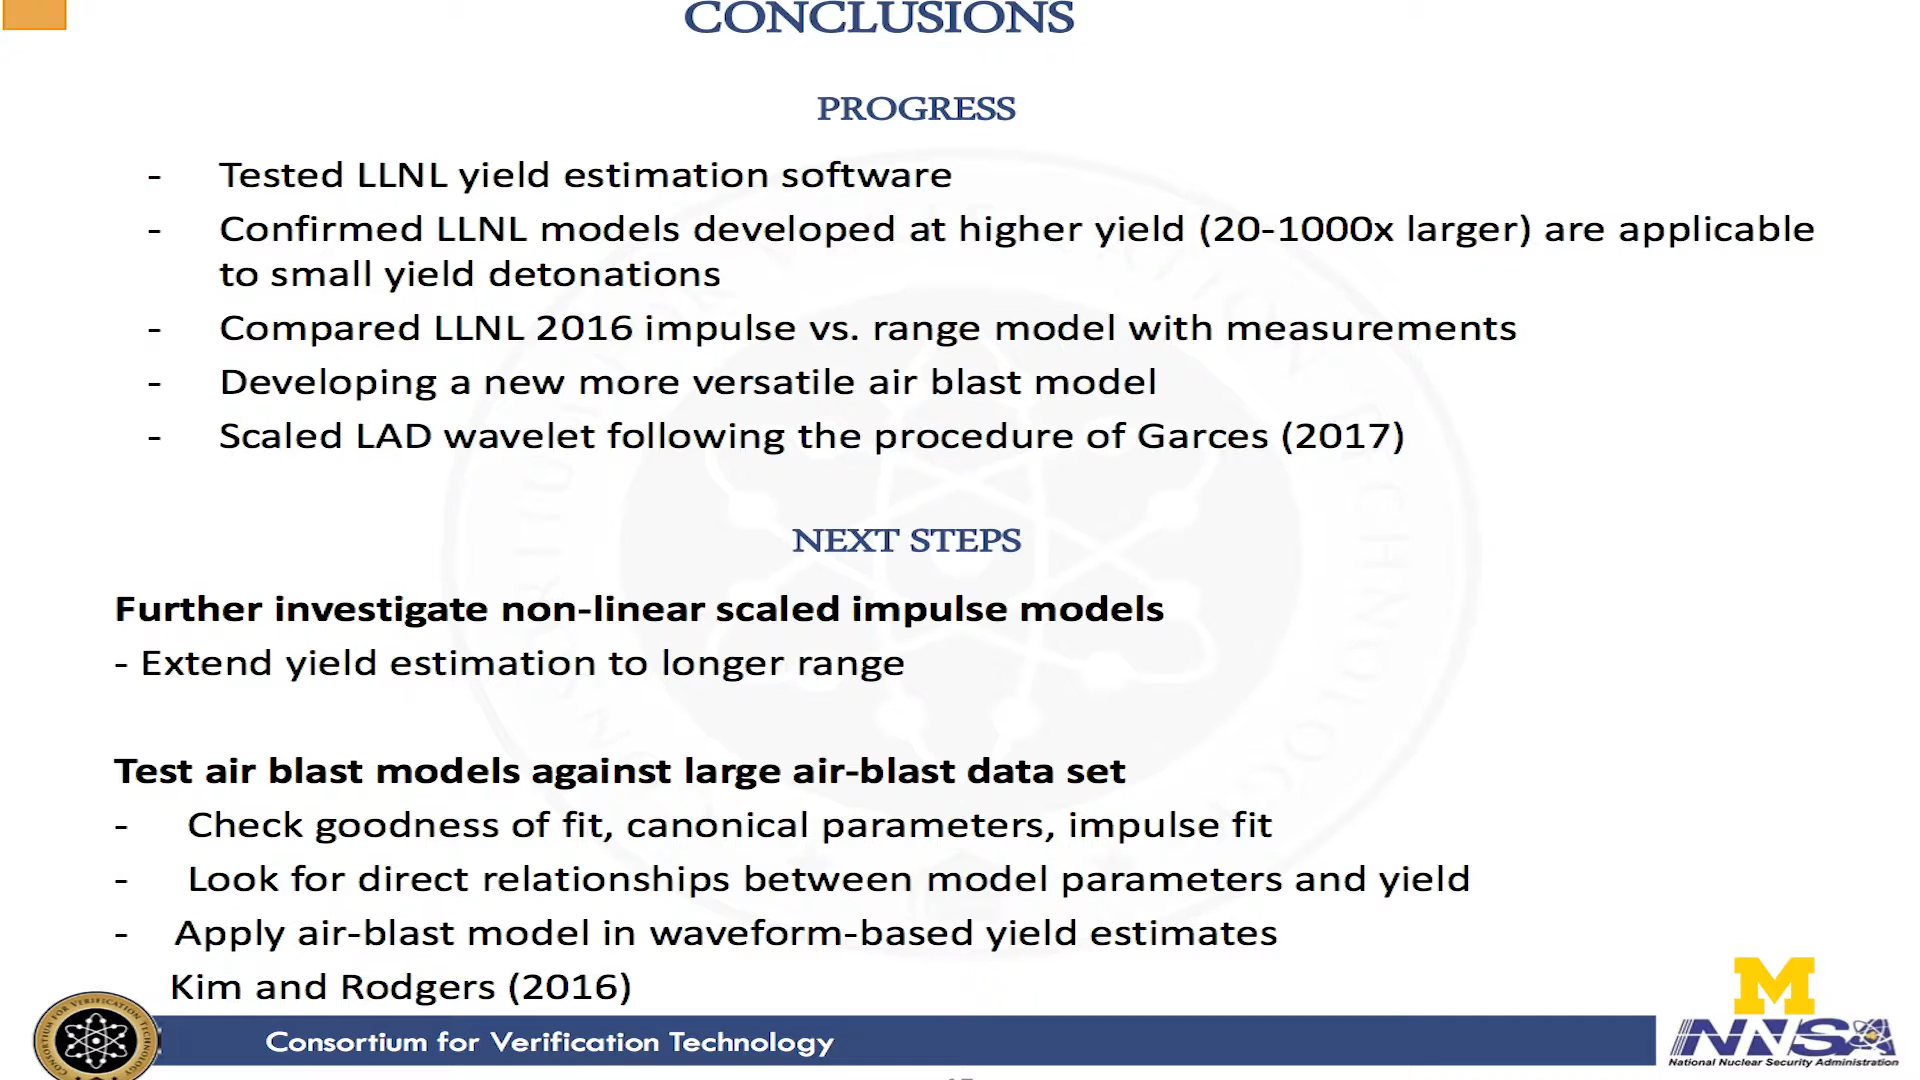 CONCLUSIONS
PROGRESS
- Tested LLNL yield estimation software
- Confirmed LLNL models developed at higher yield (20-1000x larger) are applicable
to small yield detonations
- Compared LLNL 2016 impulse vs. range model with measurements
- Developing a new more versatile air blast model
- Scaled LAD wavelet following the procedure of Garces (2017)
NEXT STEPS
Further investigate non-linear scaled impulse models
- Extend yield estimation to longer range
Test air blast models against large air-blast data set
- Check goodness of fit, canonical parameters, impulse fit
- Look for direct relationships between model parameters and yield
- Apply air-blast model in waveform-based yield estimates
Kim and Rodgers (2016)
CONSORTIUM FOR VERIFICATION TECHNOLOGY
Consortium for Verification Technology
M
NNSA
National Nuclear Security Administration